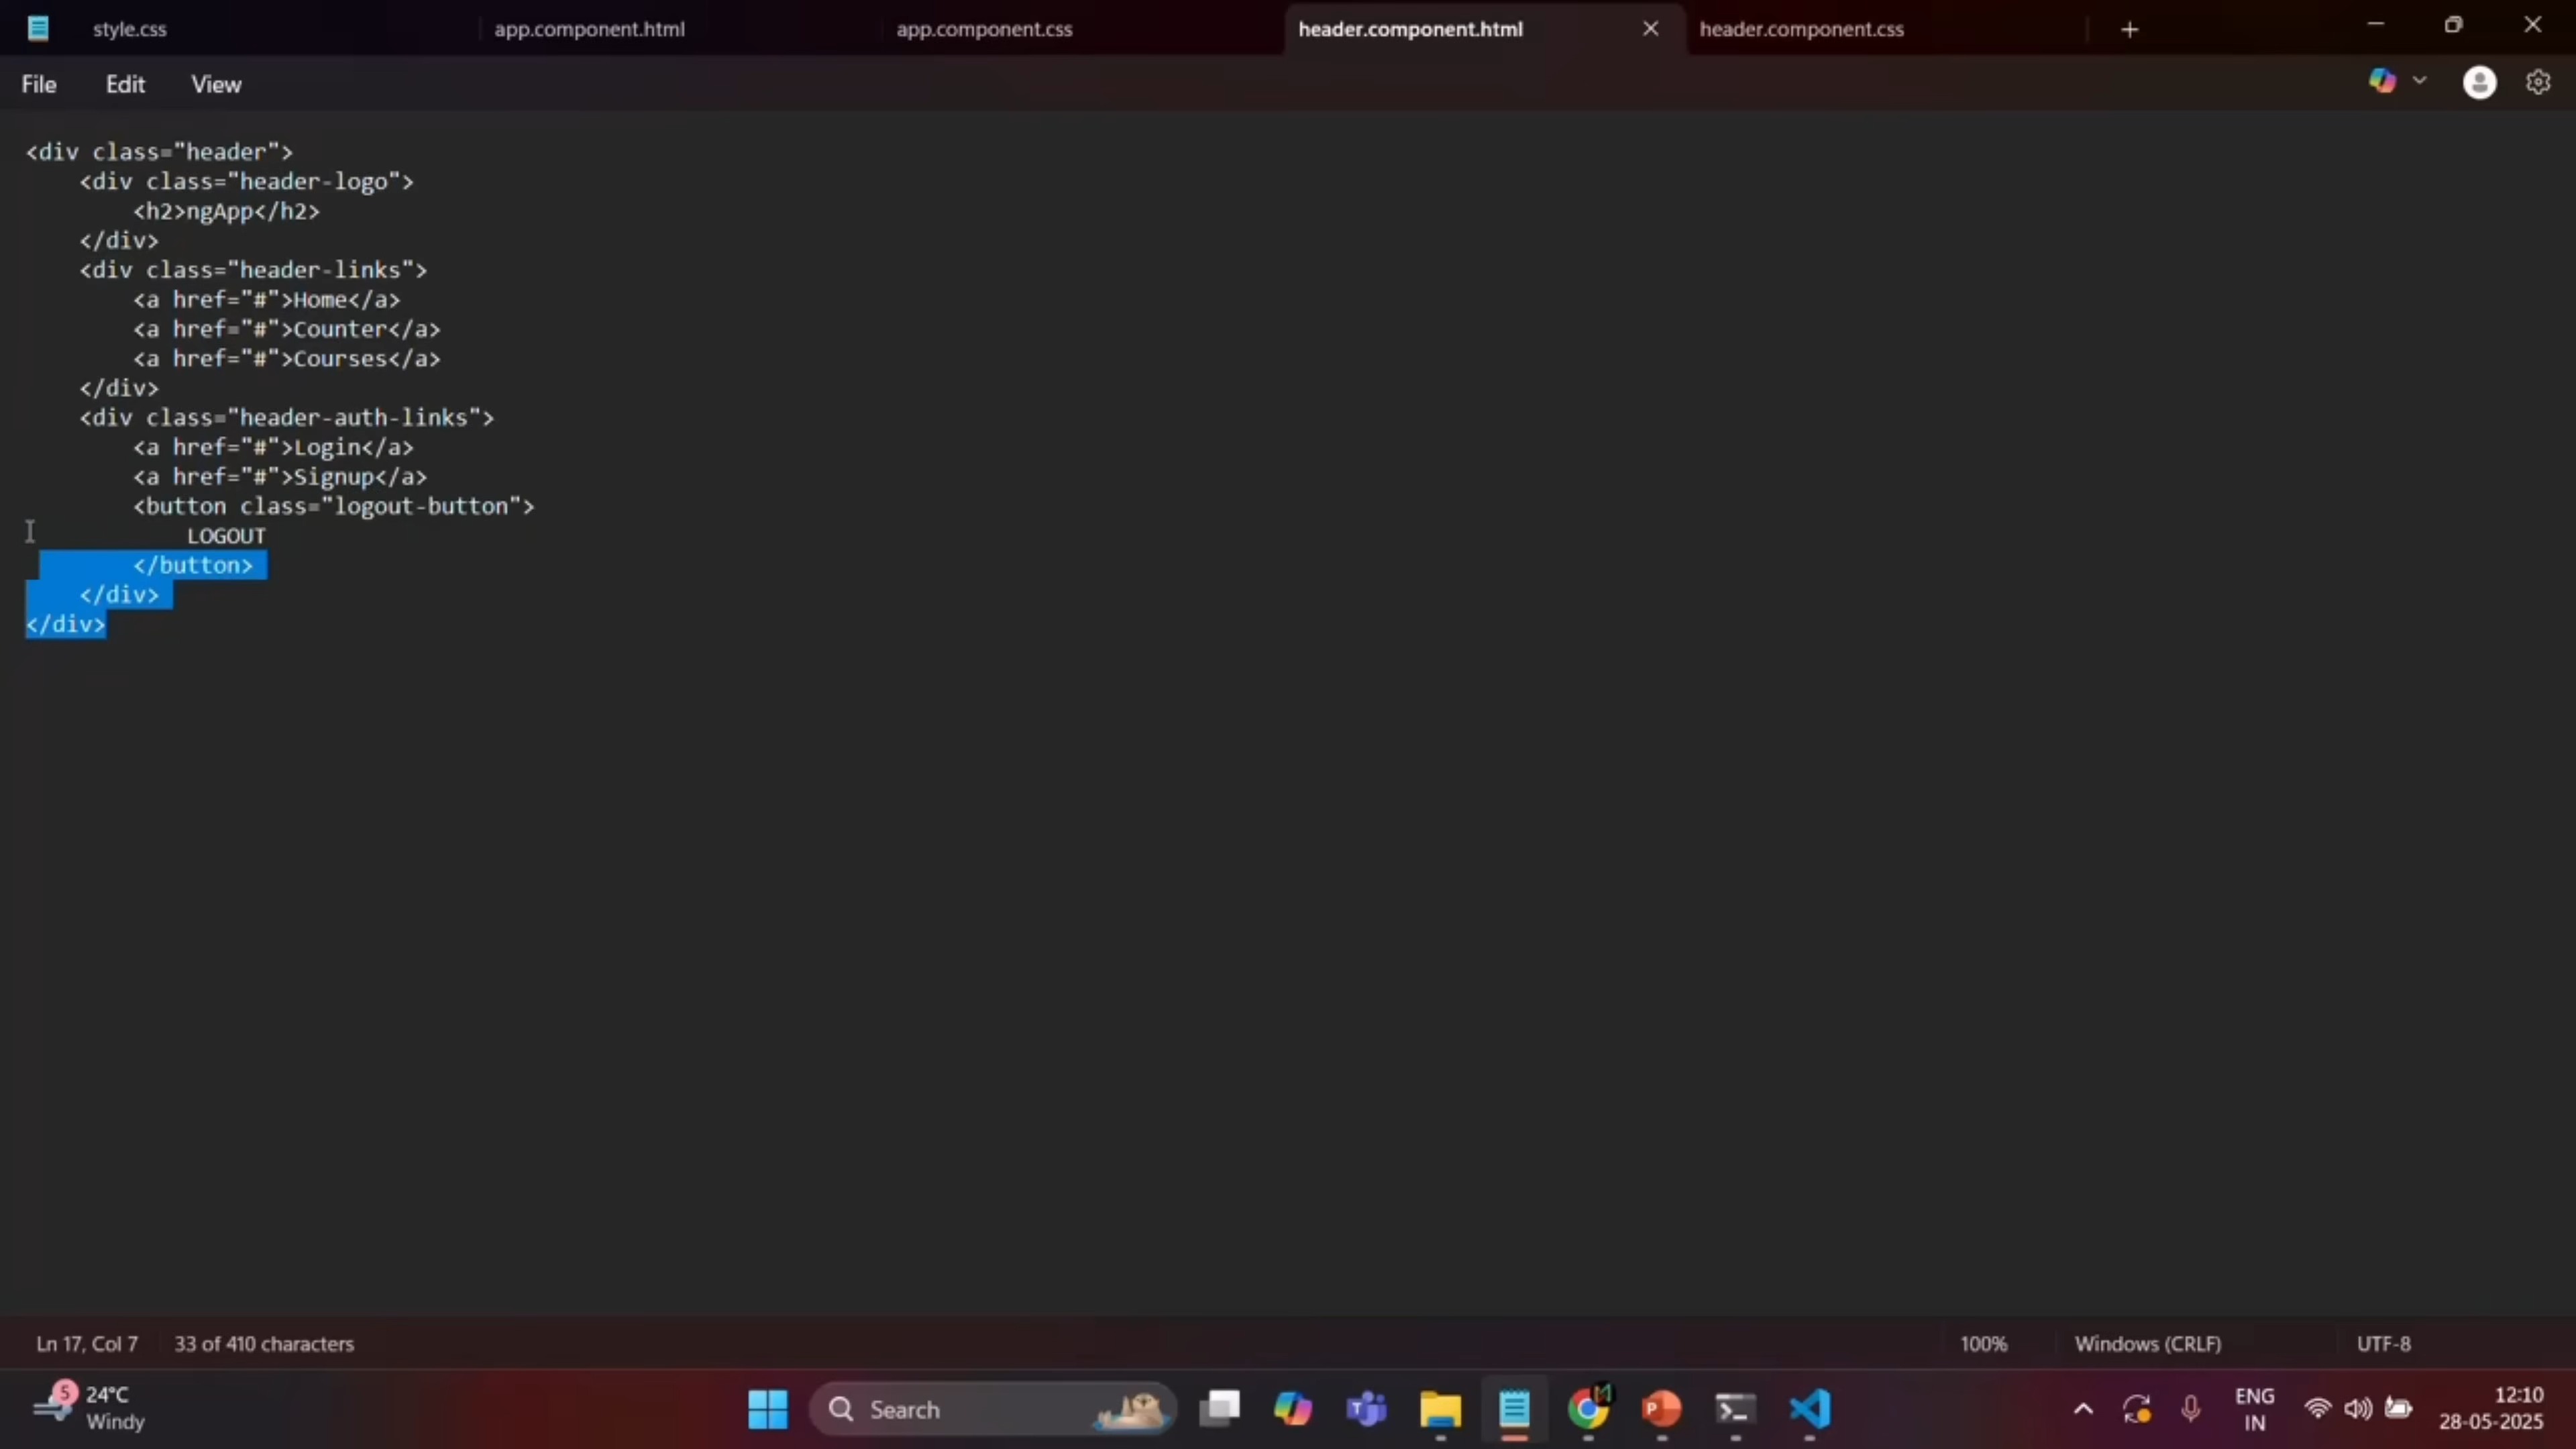 style.css app.component.html app.component.css header.component.html header.component.css
File Edit View
<div class="header">
    <div class="header-logo">
        <h2>ngApp</h2>
    </div>
    <div class="header-links">
        <a href="#">Home</a>
        <a href="#">Counter</a>
        <a href="#">Courses</a>
    </div>
    <div class="header-auth-links">
        <a href="#">Login</a>
        <a href="#">Signup</a>
        <button class="logout-button">
            LOGOUT
        </button>
    </div>
</div>
Ln 17, Col 7 33 of 410 characters 100% Windows (CRLF) UTF-8
5 24°C Search ENG 12:10
Windy IN 28-05-2025